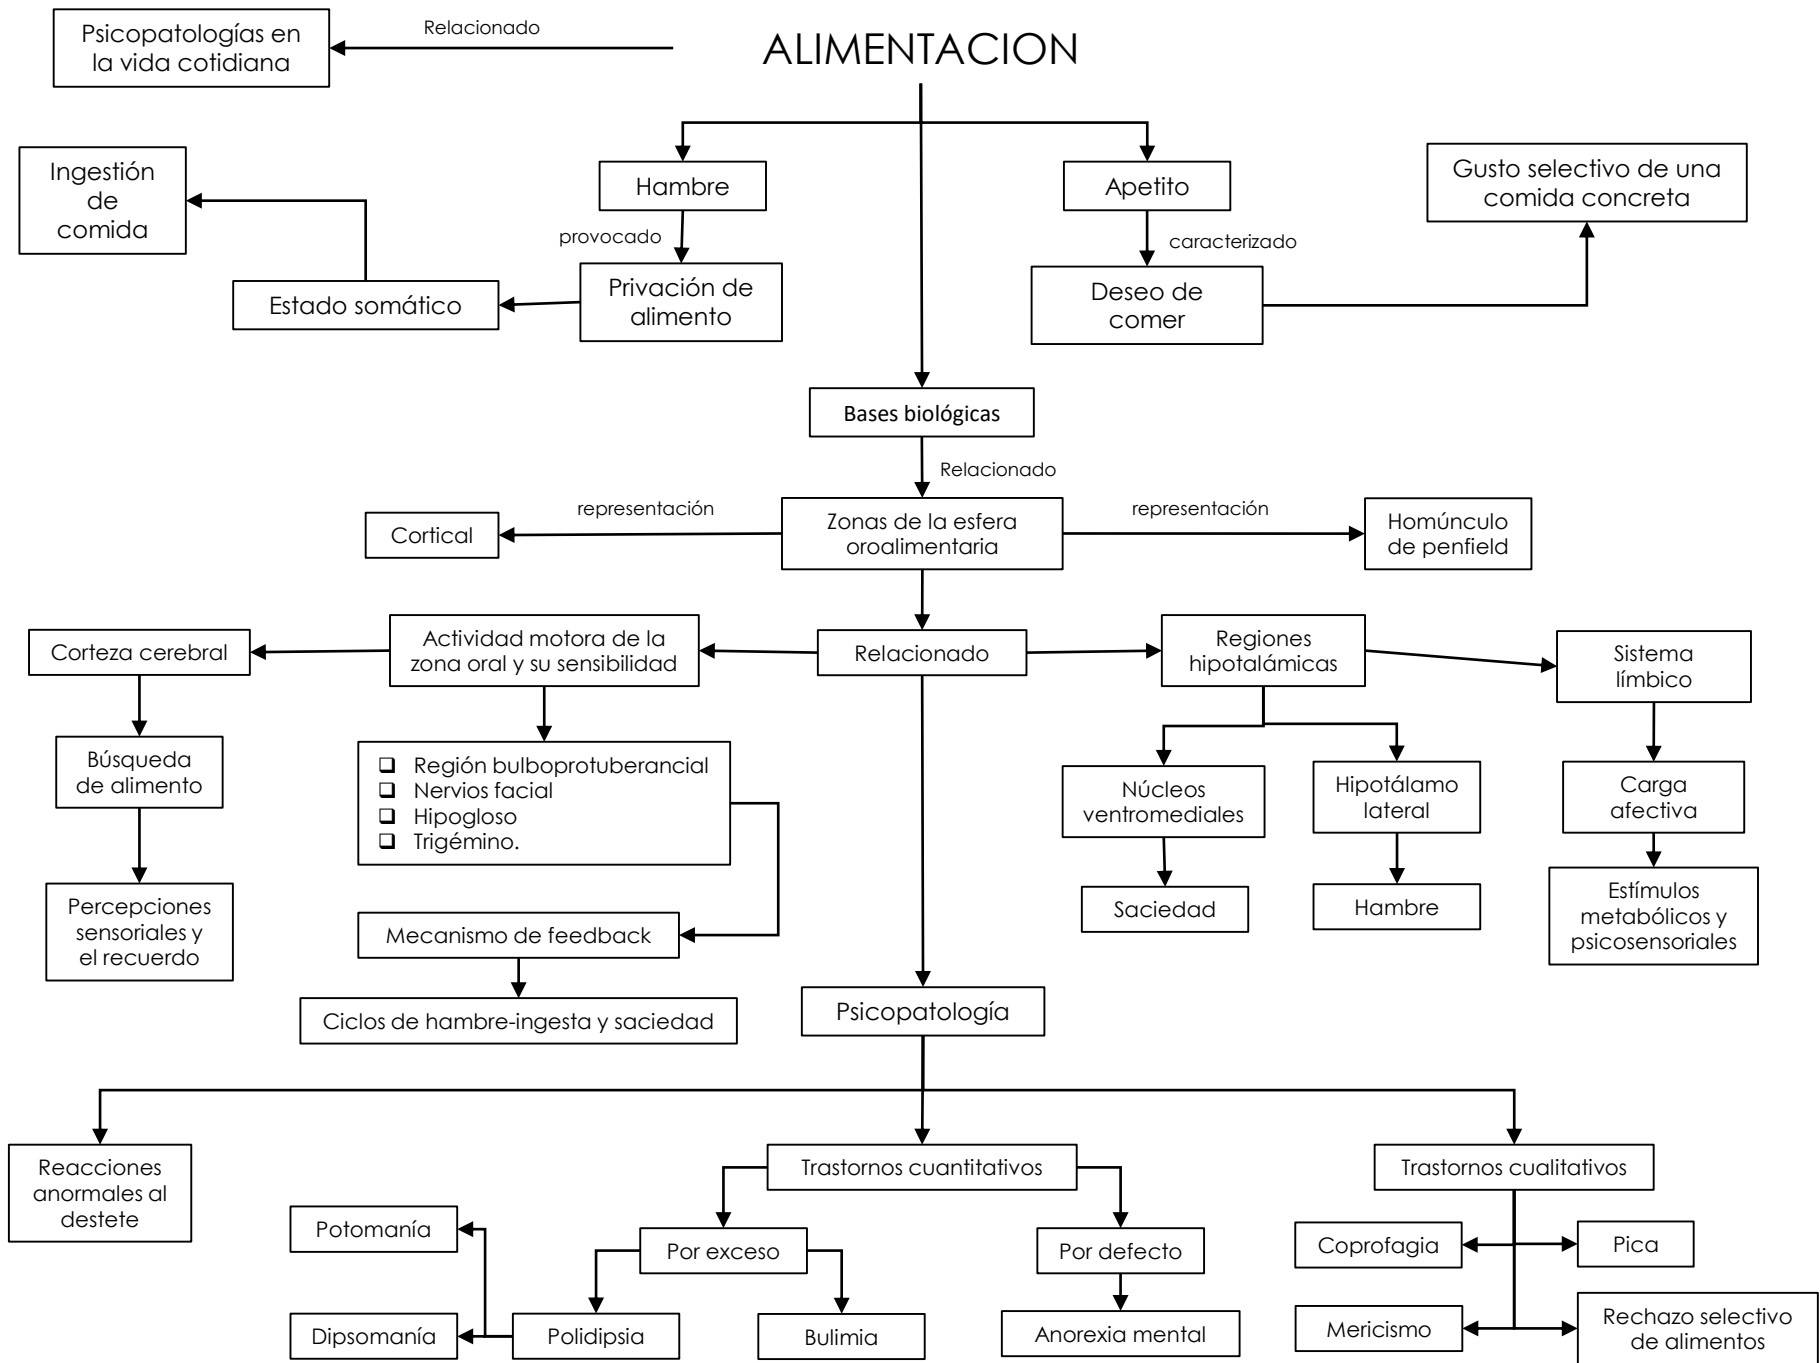 Psicopatologías en
la vida cotidiana
Relacionado
ALIMENTACION
Ingestión
de
comida
Hambre
Apetito
Gusto selectivo de una
comida concreta
provocado
caracterizado
Estado somático
Privación de
alimento
Deseo de
comer
Bases biológicas
Relacionado
Cortical
representación
Zonas de la esfera
oroalimentaria
representación
Homúnculo
de penfield
Corteza cerebral
Actividad motora de la
zona oral y su sensibilidad
Relacionado
Regiones
hipotalámicas
Sistema
límbico
Búsqueda
de alimento
❑ Región bulboprotuberancial
❑ Nervios facial
❑ Hipogloso
❑ Trigémino.
Núcleos
ventromediales
Hipotálamo
lateral
Carga
afectiva
Percepciones
sensoriales y
el recuerdo
Mecanismo de feedback
Saciedad
Hambre
Estímulos
metabólicos y
psicosensoriales
Ciclos de hambre-ingesta y saciedad
Psicopatología
Reacciones
anormales al
destete
Trastornos cuantitativos
Trastornos cualitativos
Potomanía
Por exceso
Por defecto
Coprofagia
Pica
Dipsomanía
Polidipsia
Bulimia
Anorexia mental
Mericismo
Rechazo selectivo
de alimentos